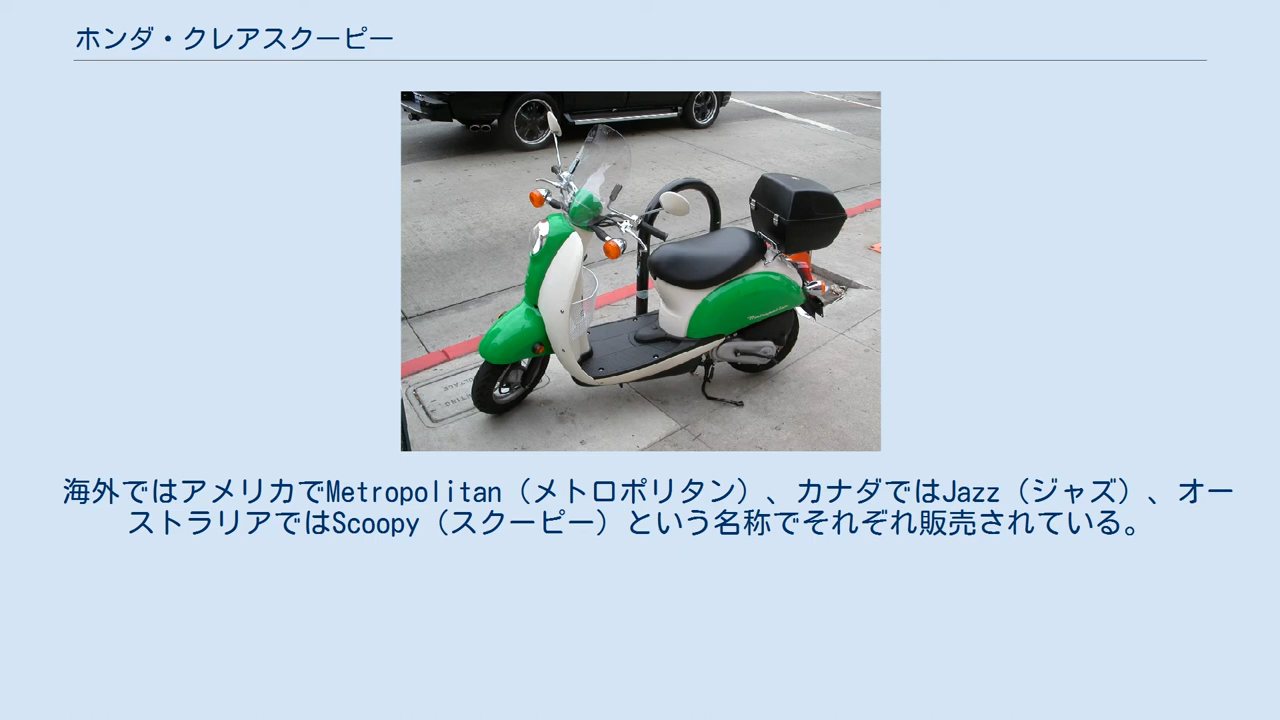 ホンダ・クレアスクーピー
海外ではアメリカでMetropolitan（メトロポリタン）、カナダではJazz（ジャズ）、オー
ストラリアではScoopy（スクーピー）という名称でそれぞれ販売されている。